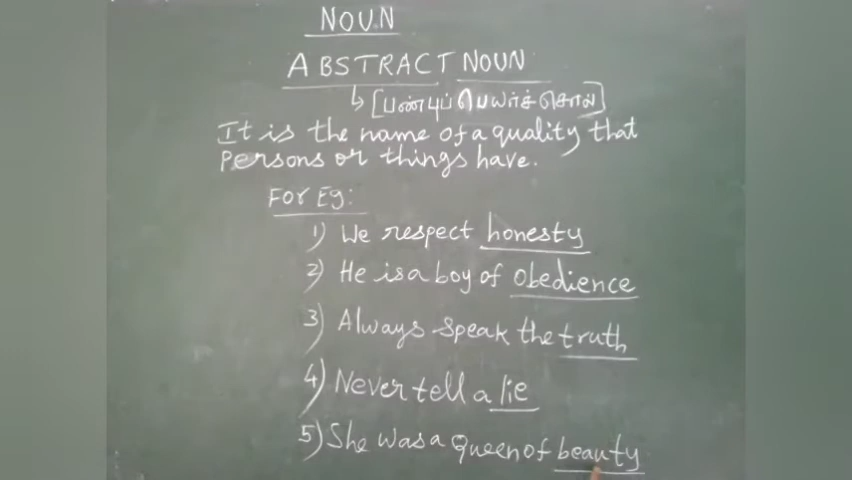 NOUN
ABSTRACT NOUN
↳ [பண்புப் பெயர்ச்சொல்]
It is the name of a quality that
persons or things have.
For Eg:
1) We respect honesty
2) He is a boy of obedience
3) Always speak the truth
4) Never tell a lie
5) She was a queen of beauty